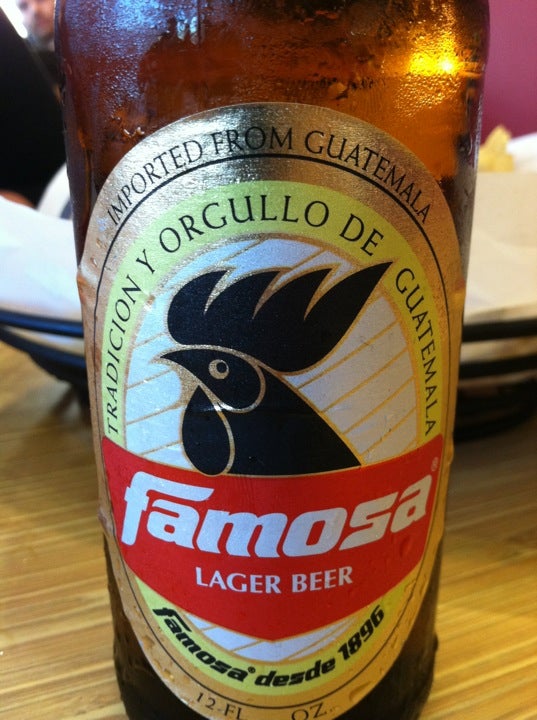 IMPORTED FROM GUATEMALA
TRADICION Y ORGULLO DE GUATEMALA
famosa®
LAGER BEER
famosa® desde 1896
12 FL. OZ.